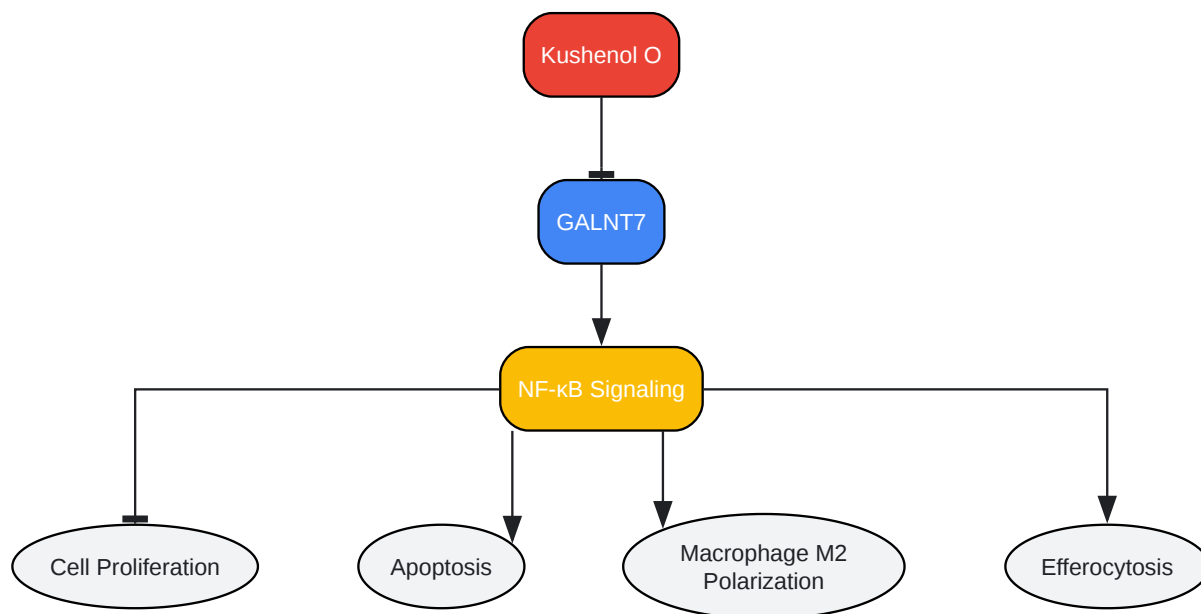 Kushenol O
GALNT7
NF-κB Signaling
Cell Proliferation
Apoptosis
Macrophage M2
Polarization
Efferocytosis